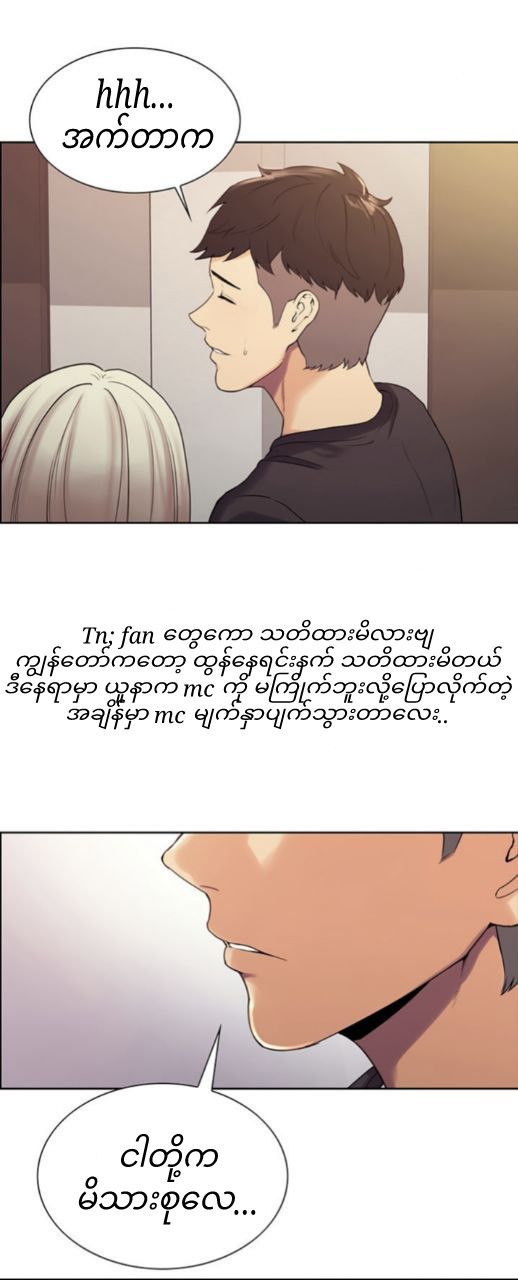 hhh...
အက်တာက
Tn; fan တွေကော သတိထားမိလားဗျ
ကျွန်တော်ကတော့ ထွန်နေရင်းနက် သတိထားမိတယ်
ဒီနေရာမှာ ယူနာက mc ကို မကြိုက်ဘူးလို့ပြောလိုက်တဲ့
အချိန်မှာ mc မျက်နှာပျက်သွားတာလေး..
ငါတို့က
မိသားစုလေ...